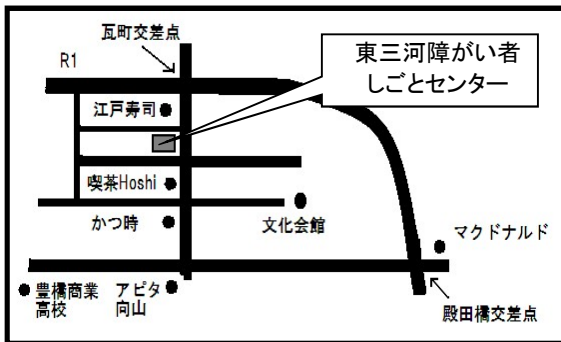 瓦町交差点
R1
東三河障がい者
しごとセンター
江戸寿司
喫茶Hoshi
かつ時
文化会館
マクドナルド
豊橋商業
高校
アピタ
向山
殿田橋交差点